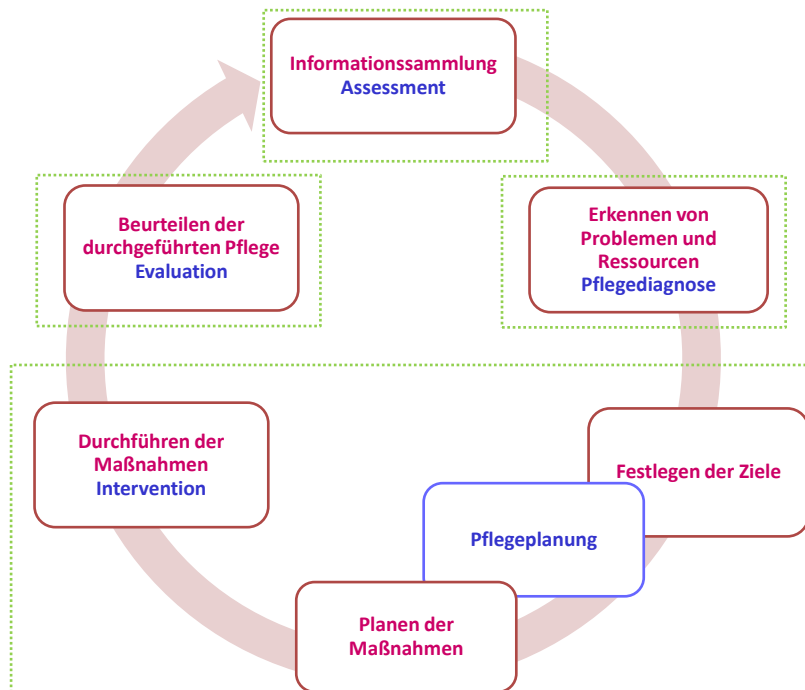 Informationssammlung
Assessment
Erkennen von
Problemen und
Ressourcen
Pflegediagnose
Festlegen der Ziele
Pflegeplanung
Planen der
Maßnahmen
Durchführen der
Maßnahmen
Intervention
Beurteilen der
durchgeführten Pflege
Evaluation